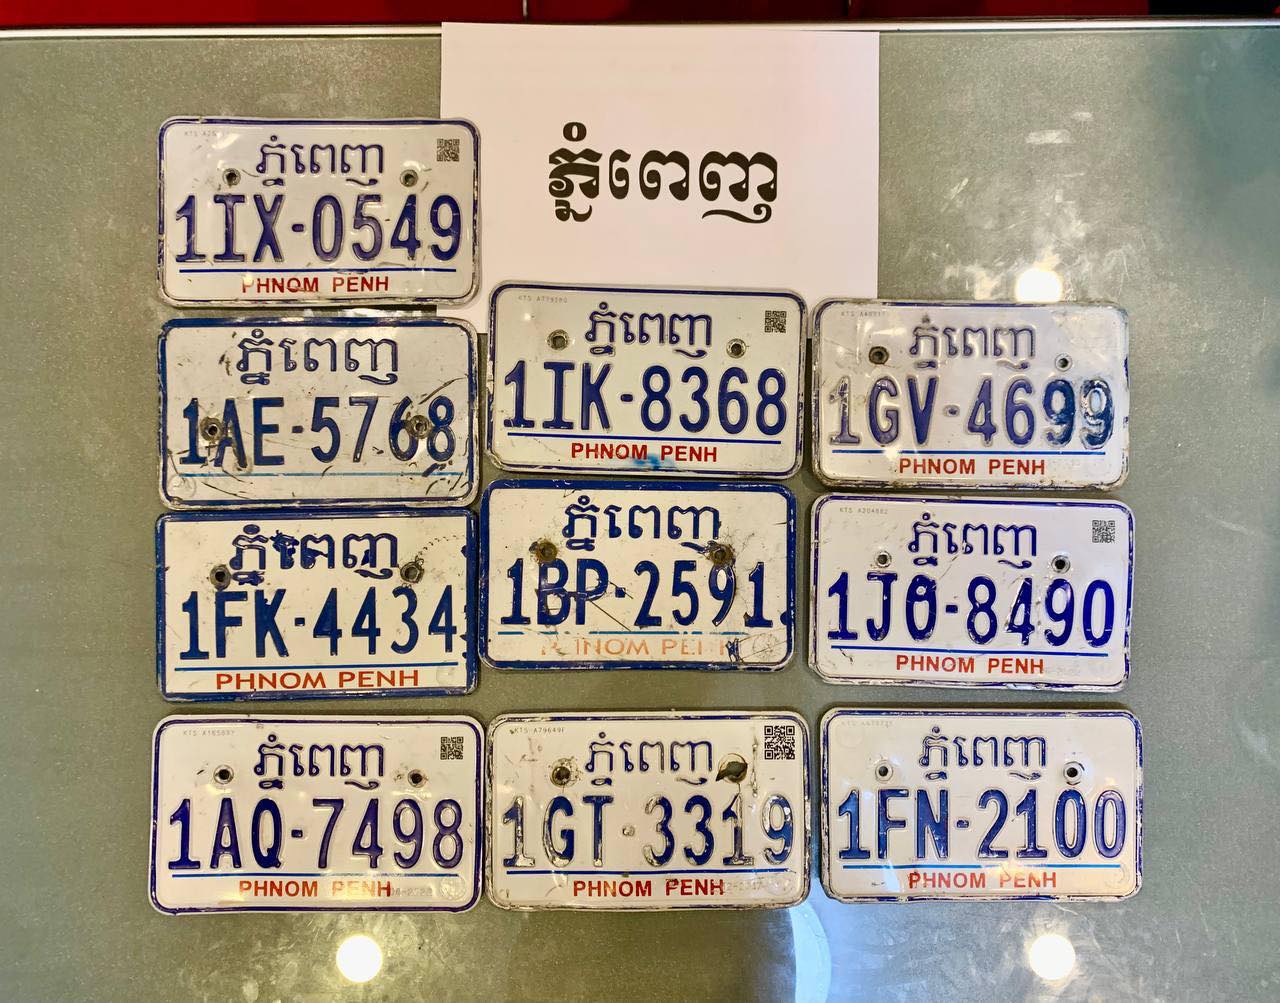 ភ្នំពេញ
ភ្នំពេញ
1IX-0549
PHNOM PENH
ភ្នំពេញ
1AE-5768
ភ្នំពេញ
1IK-8368
PHNOM PENH
ភ្នំពេញ
1GV-4699
PHNOM PENH
ភ្នំពេញ
1FK-4434
PHNOM PENH
ភ្នំពេញ
1BP-2591
PHNOM PENH
KTS A20A882
ភ្នំពេញ
1JO-8490
PHNOM PENH
ភ្នំពេញ
1AQ-7498
PHNOM PENH
ភ្នំពេញ
1GT-3319
PHNOM PENH
ភ្នំពេញ
1FN-2100
PHNOM PENH